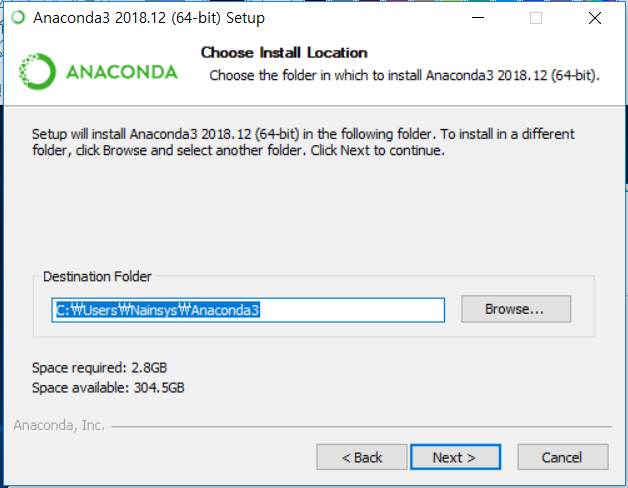 Anaconda3 2018.12 (64-bit) Setup
ANACONDA
Choose Install Location
Choose the folder in which to install Anaconda3 2018.12 (64-bit).
Setup will install Anaconda3 2018.12 (64-bit) in the following folder. To install in a different
folder, click Browse and select another folder. Click Next to continue.
Destination Folder
C:₩Users₩Nainsys₩Anaconda3
Browse...
Space required: 2.8GB
Space available: 304.5GB
Anaconda, Inc.
< Back
Next >
Cancel